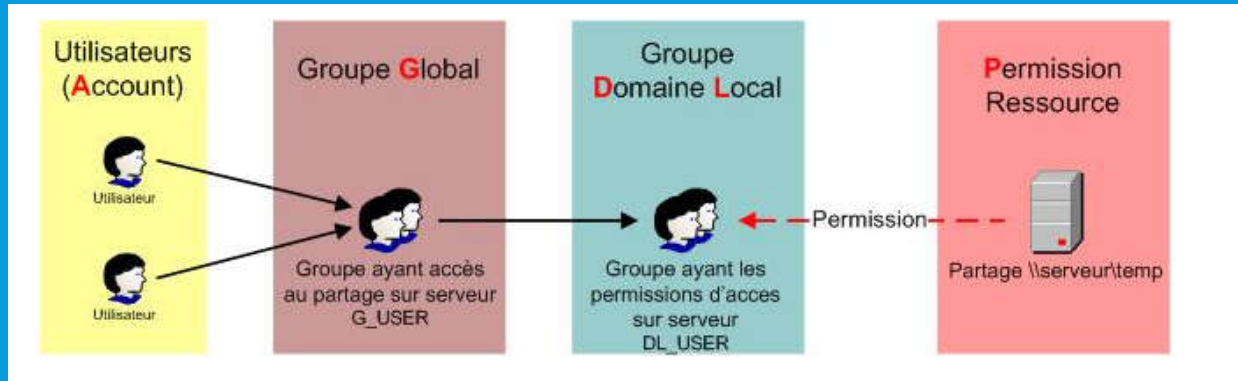 Utilisateurs
(Account)
Utilisateur
Utilisateur
Groupe Global
Groupe ayant accès
au partage sur serveur
G_USER
Groupe
Domaine Local
Groupe ayant les
permissions d'acces
sur serveur
DL_USER
Permission
Permission
Ressource
Partage \\serveur\temp